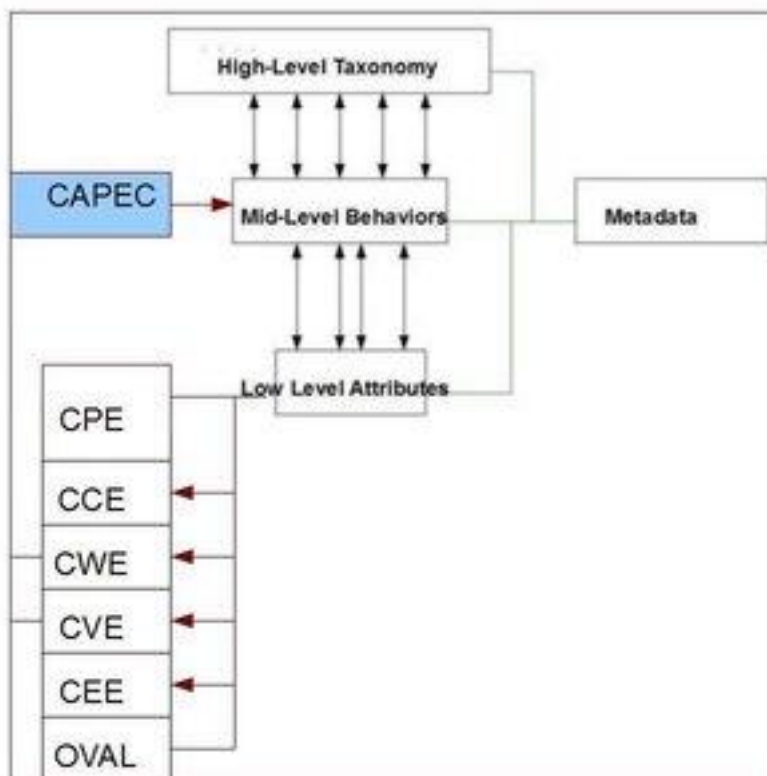 High-Level Taxonomy
CAPEC
Mid-Level Behaviors
Metadata
Low Level Attributes
CPE
CCE
CWE
CVE
CEE
OVAL